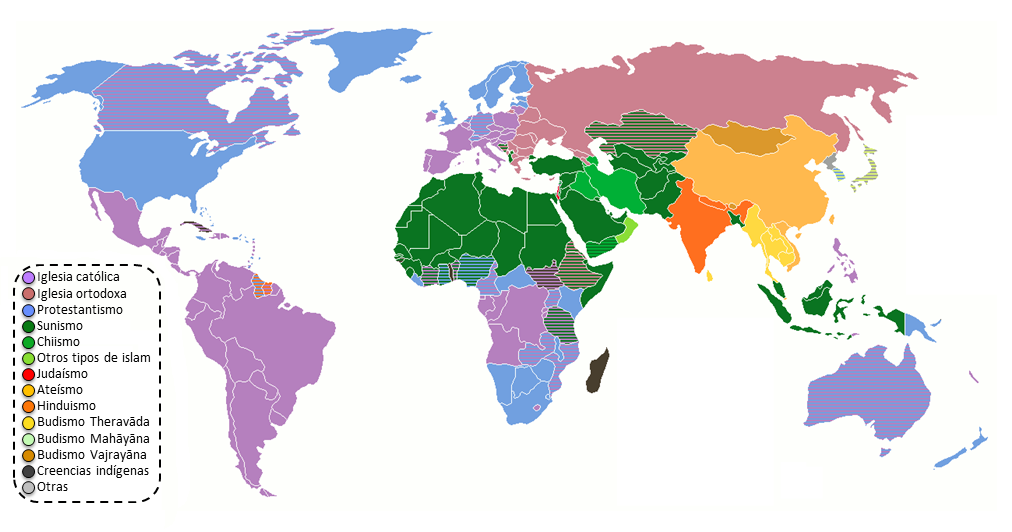 Iglesia católica
Iglesia ortodoxa
Protestantismo
Sunismo
Chiismo
Otros tipos de islam
Judaísmo
Ateísmo
Hinduismo
Budismo Theravāda
Budismo Mahāyāna
Budismo Vajrayāna
Creencias indígenas
Otras